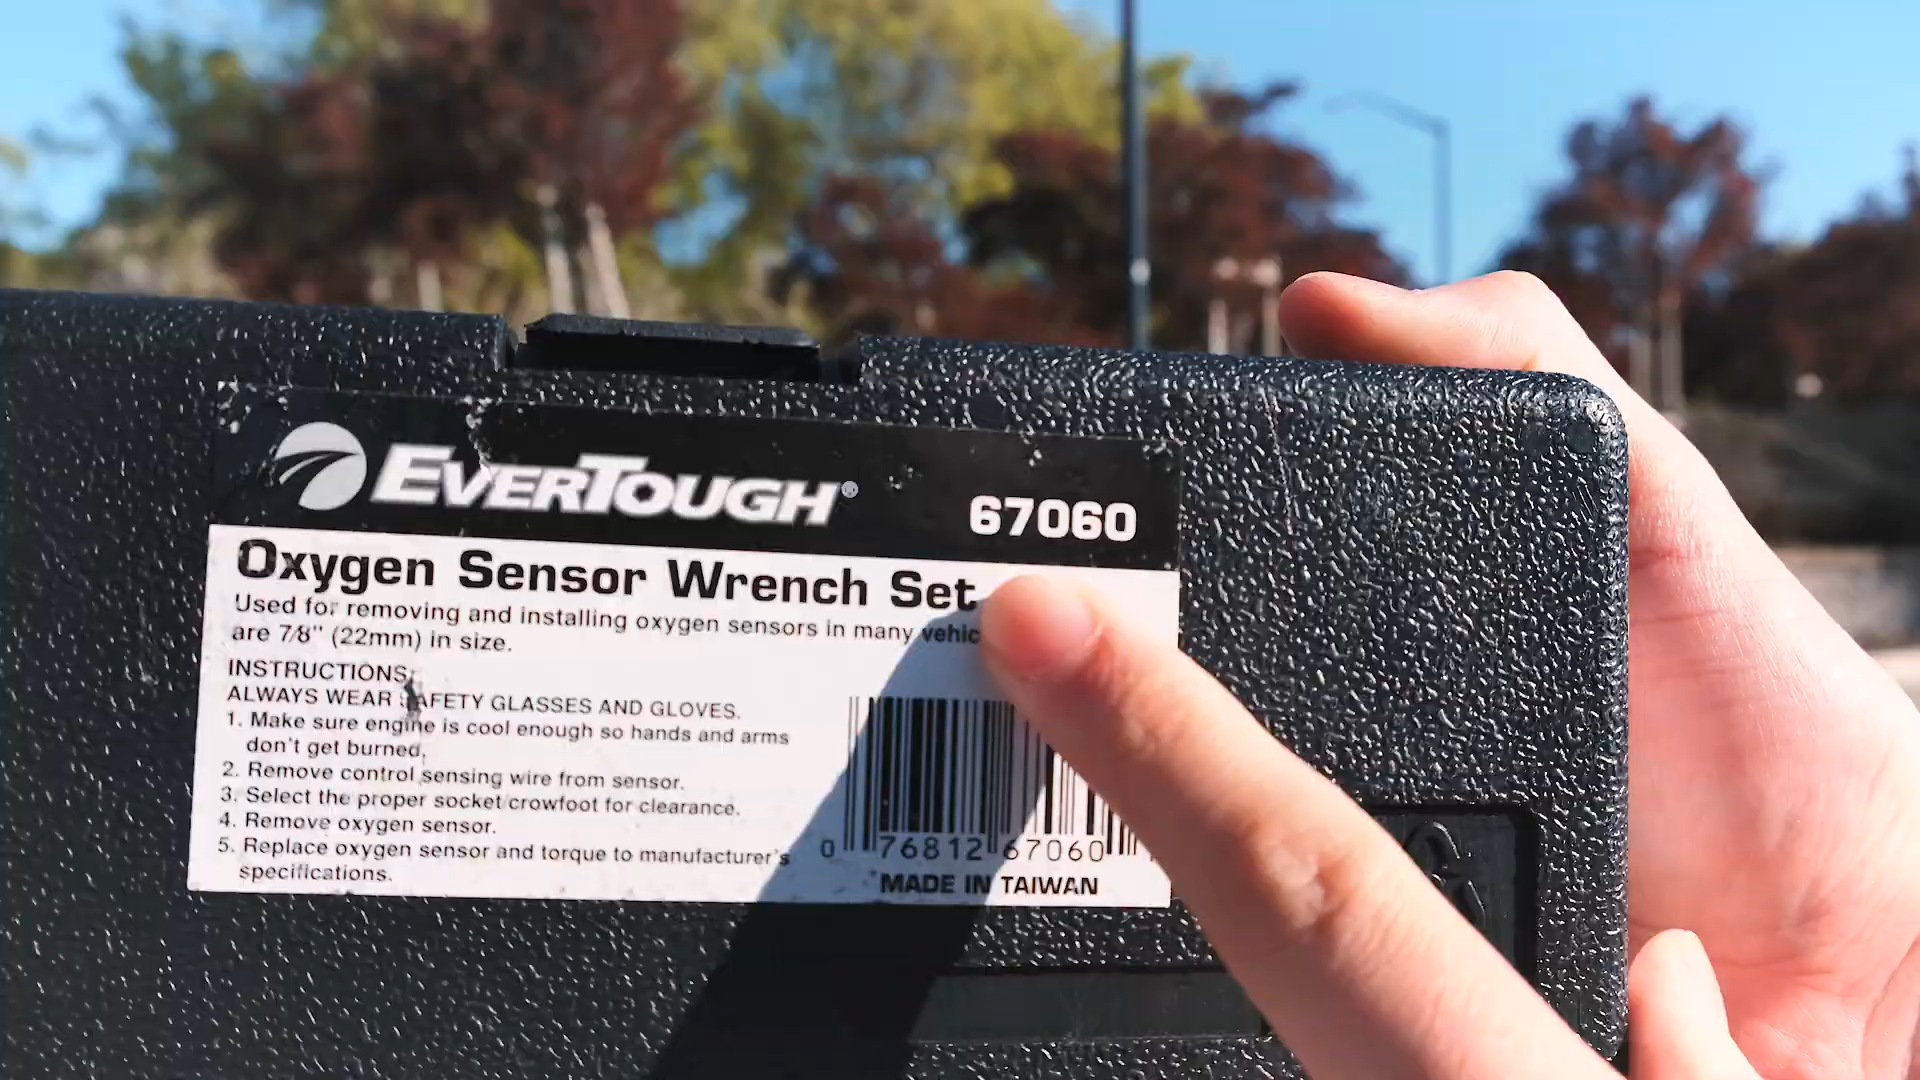 EVERTOUGH®
67060
Oxygen Sensor Wrench Set
Used for removing and installing oxygen sensors in many
are 7/8" (22mm) in size.
INSTRUCTIONS:
ALWAYS WEAR SAFETY GLASSES AND GLOVES.
1. Make sure engine is cool enough so hands and arms
don't get burned.
2. Remove control sensing wire from sensor.
3. Select the proper socket/crowfoot for clearance.
4. Remove oxygen sensor.
5. Replace oxygen sensor and torque to manufacturer's
specifications.
0 76812 67060
MADE IN TAIWAN